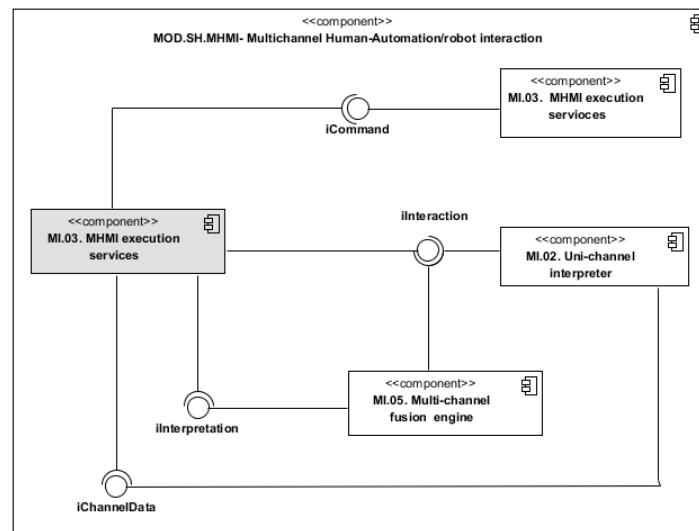 <<component>>
MOD.SH.MHMI- Multichannel Human-Automation/robot interaction
<<component>>
MI.03.  MHMI execution
servioces
iCommand
<<component>>
MI.03. MHMI execution
services
iInteraction
<<component>>
MI.02. Uni-channel
interpreter
<<component>>
MI.05. Multi-channel
fusion  engine
iInterpretation
iChannelData